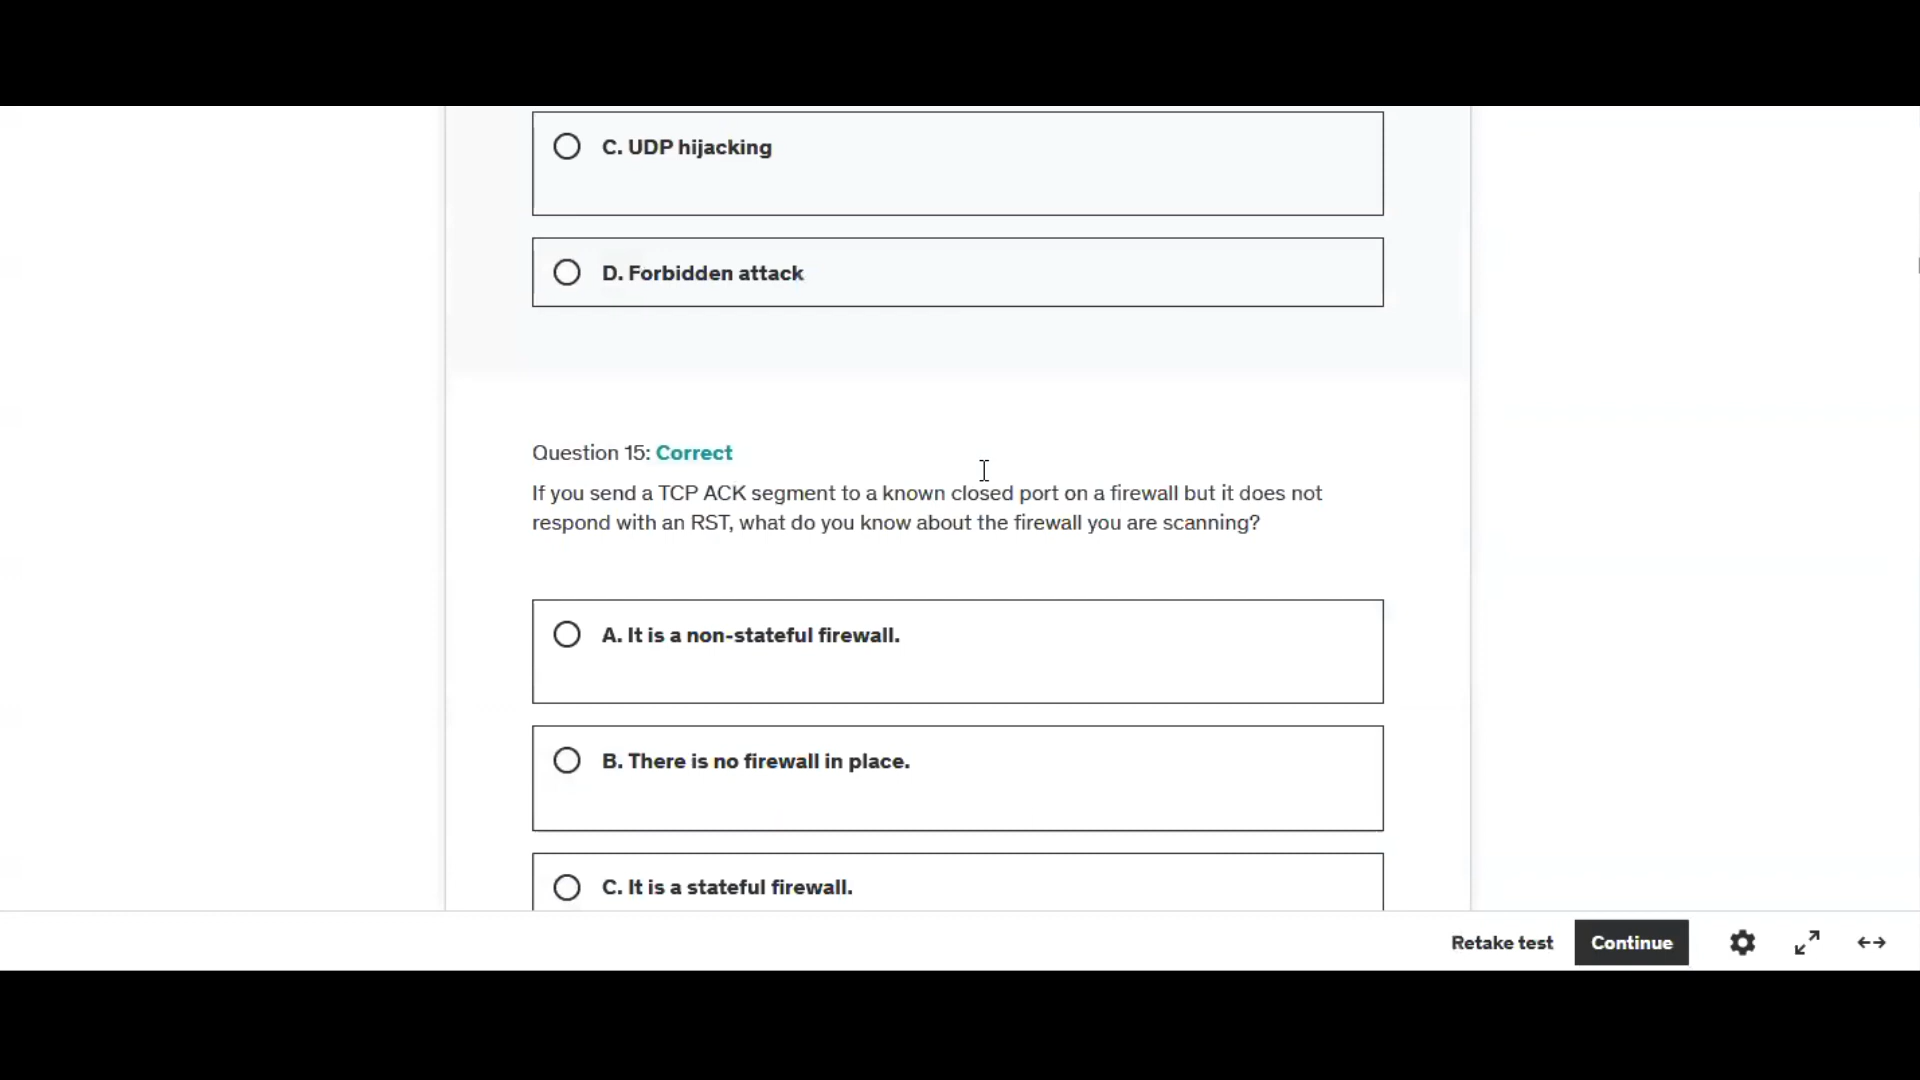 C. UDP hijacking
D. Forbidden attack
Question 15: Correct
If you send a TCP ACK segment to a known closed port on a firewall but it does not
respond with an RST, what do you know about the firewall you are scanning?
A. It is a non-stateful firewall.
B. There is no firewall in place.
C. It is a stateful firewall.
Retake test
Continue